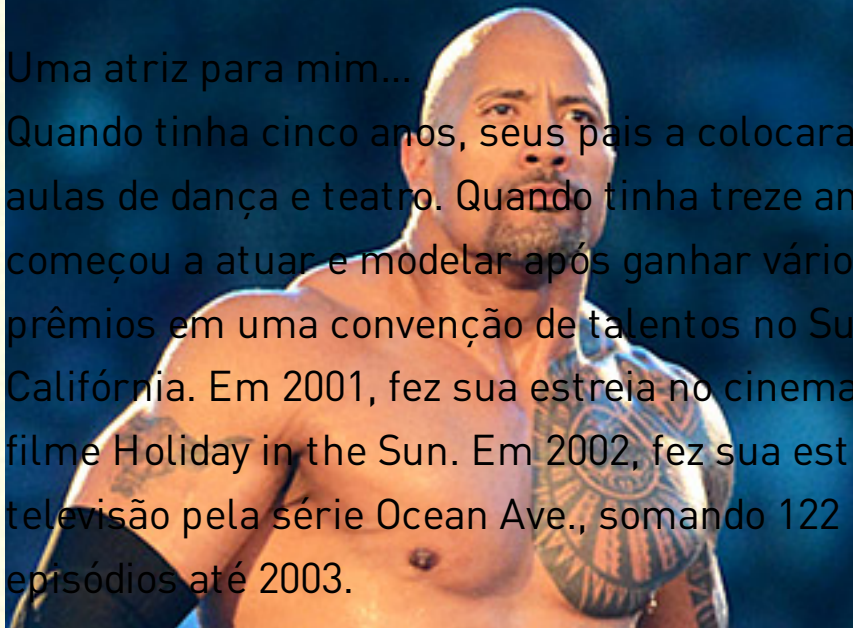 Uma atriz para mim...
Quando tinha cinco anos, seus pais a colocara
aulas de dança e teatro. Quando tinha treze an
começou a atuar e modelar após ganhar vário
prêmios em uma convenção de talentos no Su
Califórnia. Em 2001, fez sua estreia no cinema
filme Holiday in the Sun. Em 2002, fez sua est
televisão pela série Ocean Ave., somando 122
episódios até 2003.